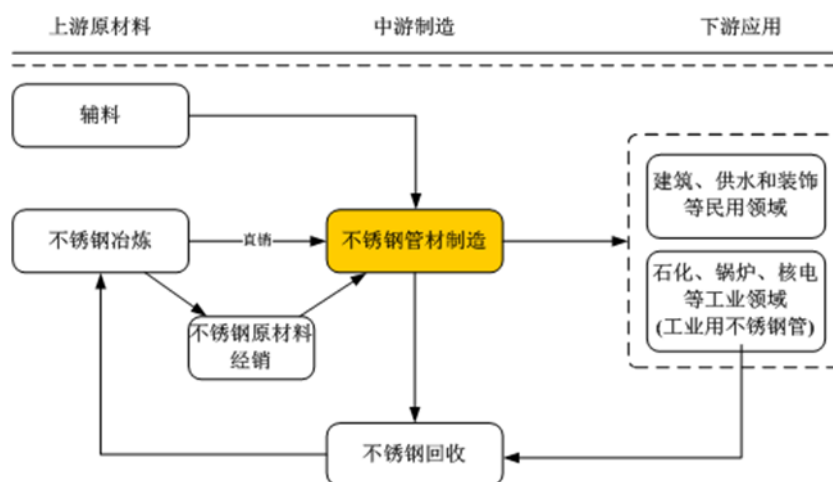 上游原材料
中游制造
下游应用
辅料
建筑、供水和装饰
等民用领域
不锈钢冶炼
直销
不锈钢管材制造
石化、锅炉、核电
等工业领域
(工业用不锈钢管)
不锈钢原材料
经销
不锈钢回收